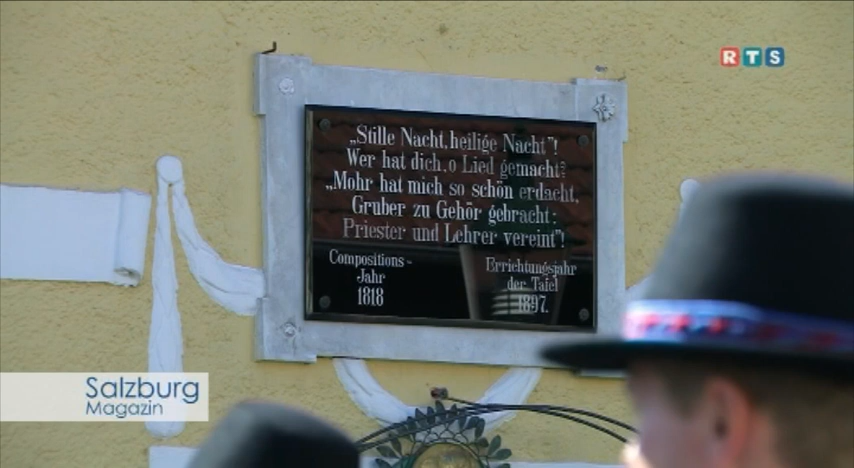 RTS
„Stille Nacht, heilige Nacht"!
Wer hat dich, o Lied gemacht?
„Mohr hat mich so schön erdacht,
Gruber zu Gehör gebracht:
Priester und Lehrer vereint"!
Compositions-
Jahr
1818
Errichtungsjahr
der Tafel
1897.
Salzburg
Magazin